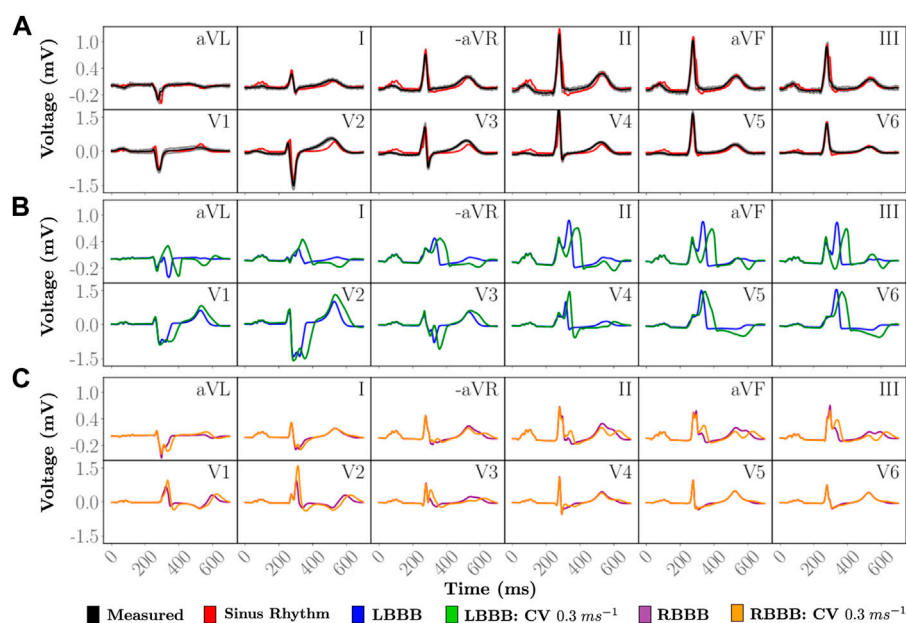 A
Voltage (mV)
1.0
0.4
-0.2
aVL
I
-aVR
II
aVF
III
1.5
0.0
-1.5
V1
V2
V3
V4
V5
V6
B
Voltage (mV)
1.0
0.4
-0.2
aVL
I
-aVR
II
aVF
III
1.5
0.0
-1.5
V1
V2
V3
V4
V5
V6
C
Voltage (mV)
1.0
0.4
-0.2
aVL
I
-aVR
II
aVF
III
1.5
0.0
-1.5
V1
V2
V3
V4
V5
V6
0 200 400 600 0 200 400 600 0 200 400 600 0 200 400 600 0 200 400 600 0 200 400 600
Time (ms)
Measured Sinus Rhythm LBBB LBBB: CV 0.3 ms⁻¹ RBBB RBBB: CV 0.3 ms⁻¹